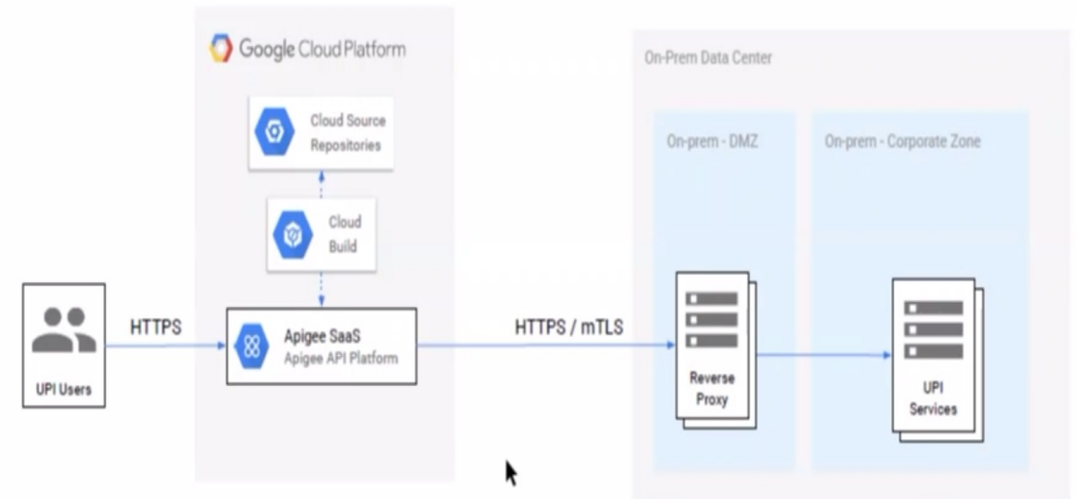 Google Cloud Platform
Cloud Source
Repositories
Cloud
Build
Apigee SaaS
Apigee API Platform
UPI Users
HTTPS
HTTPS / mTLS
On-Prem Data Center
On-prem - DMZ
On-prem - Corporate Zone
Reverse
Proxy
UPI
Services